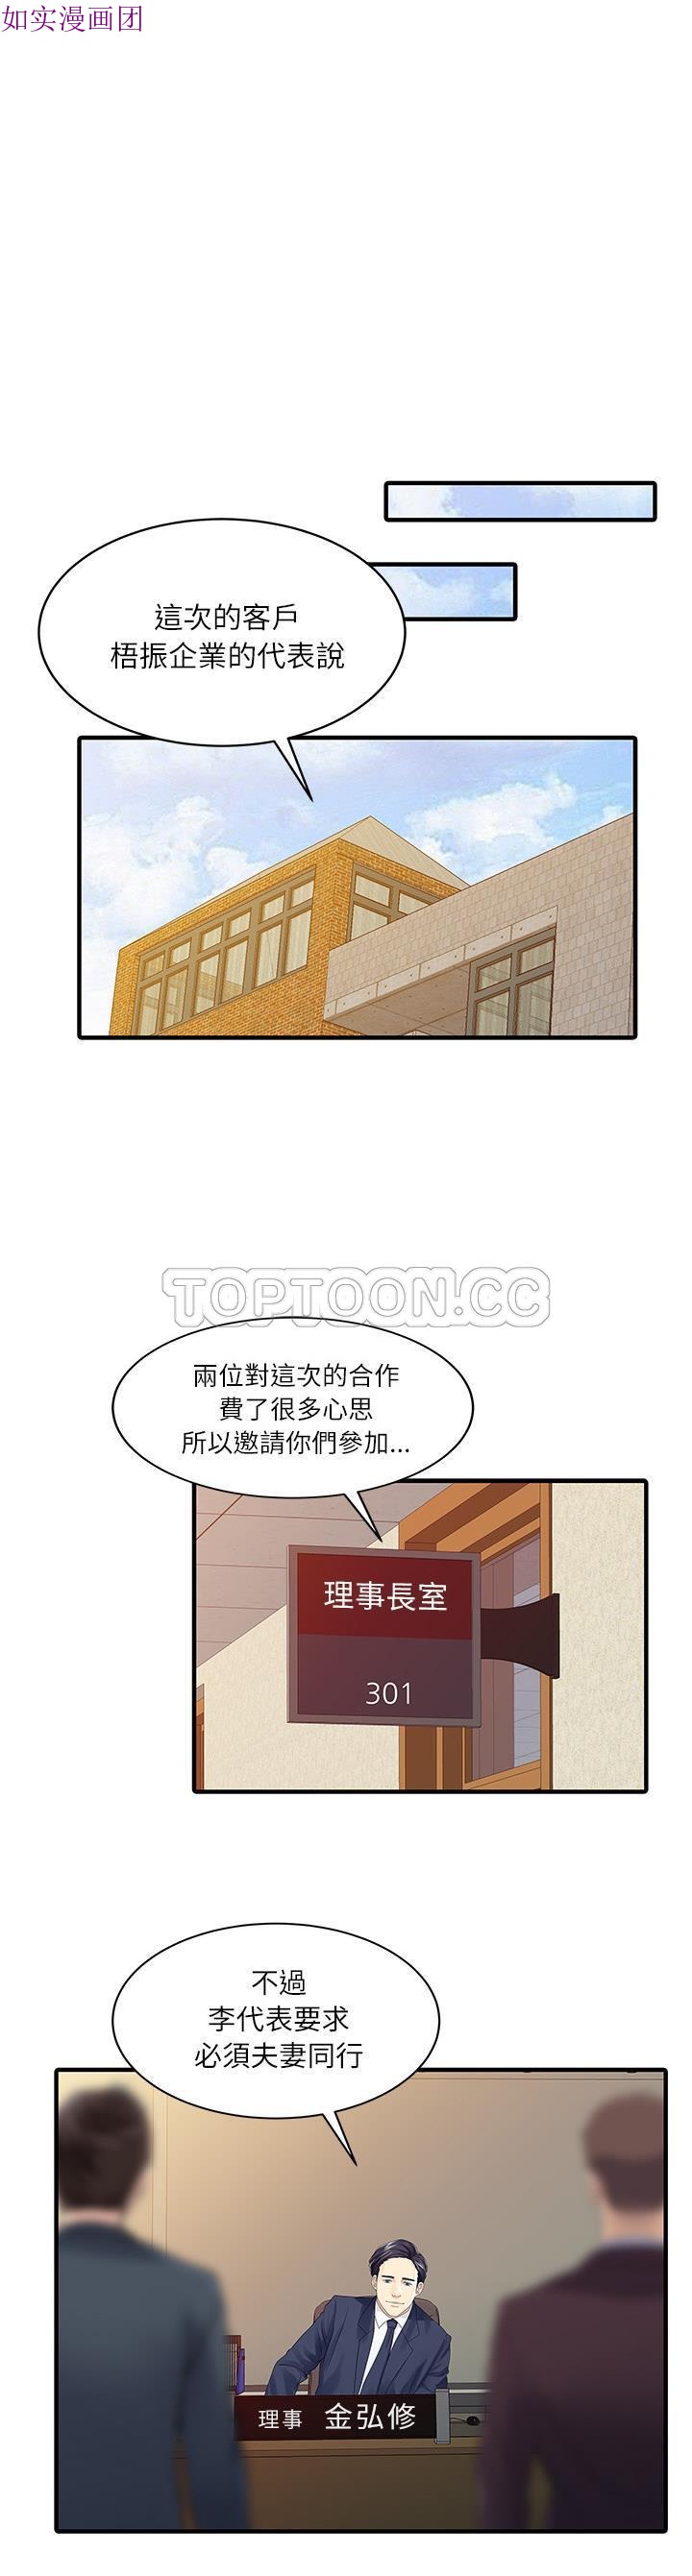 如实漫画团
這次的客戶
梧振企業的代表說
TOPTOON.CC
兩位對這次的合作
費了很多心思
所以邀請你們參加...
理事長室
301
不過
李代表要求
必須夫妻同行
理事 金弘修